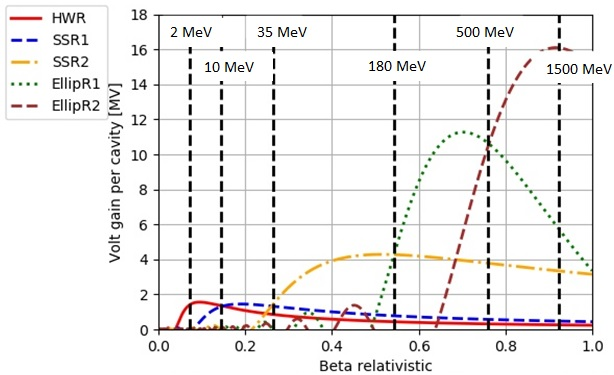 HWR
SSR1
SSR2
EllipR1
EllipR2
2 MeV
35 MeV
500 MeV
10 MeV
180 MeV
1500 MeV
Volt gain per cavity [MV]
18
16
14
12
10
8
6
4
2
0
0.0
0.2
0.4
0.6
0.8
1.0
Beta relativistic